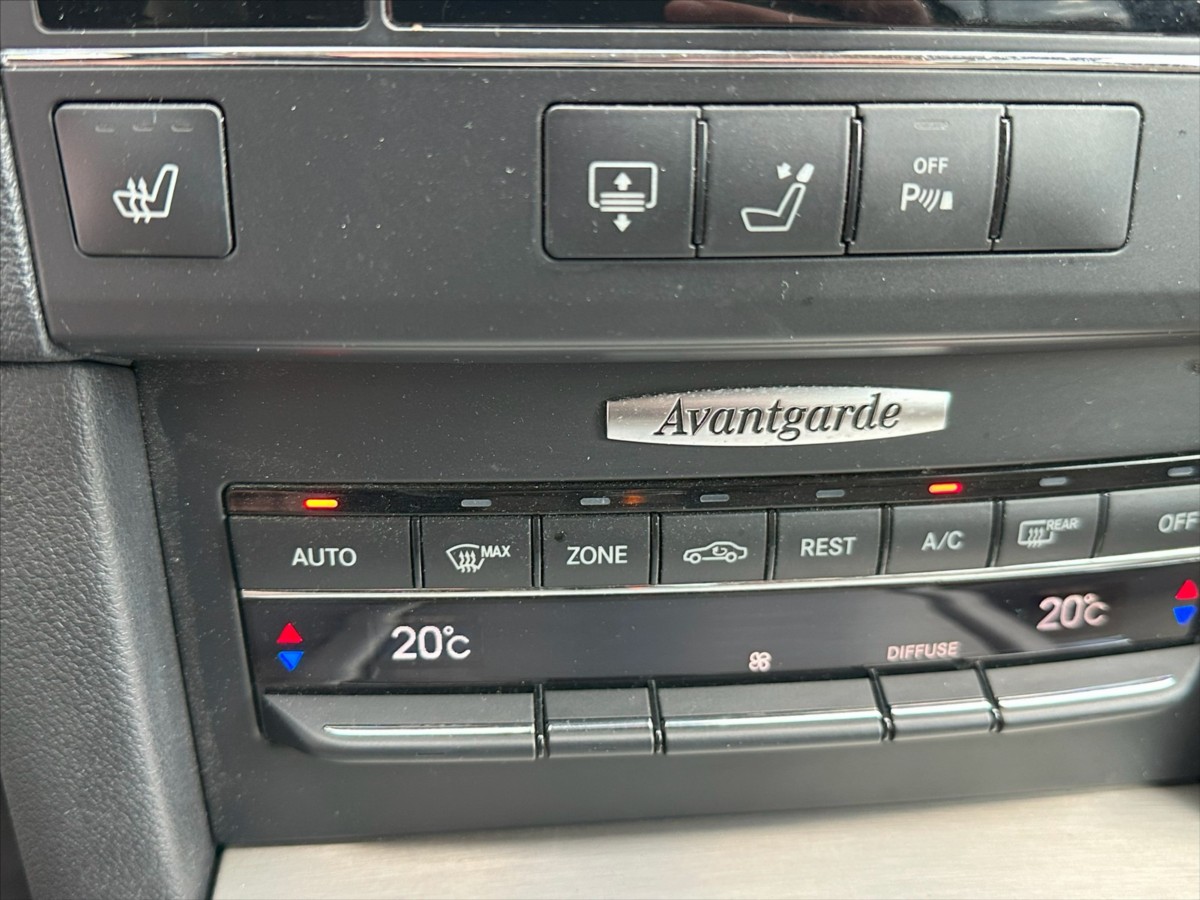 OFF
P
Avantgarde
AUTO MAX ZONE REST A/C REAR OFF
20°C 20°C
DIFFUSE